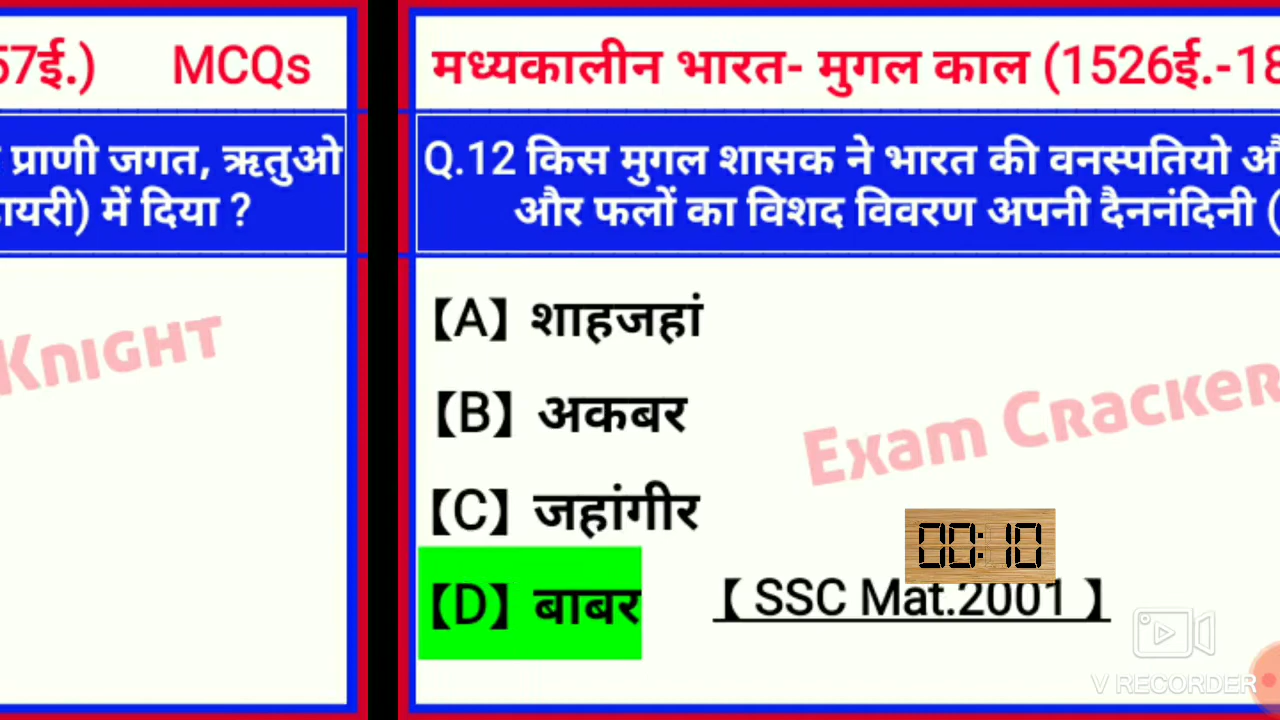 57ई.) MCQs
प्राणी जगत, ऋतुओ
ायरी) में दिया ?
KNIGHT
मध्यकालीन भारत- मुगल काल (1526ई.-18
Q.12 किस मुगल शासक ने भारत की वनस्पतियो औ
और फलों का विशद विवरण अपनी दैननंदिनी (
【A】 शाहजहां
【B】 अकबर
【C】 जहांगीर
【D】 बाबर
【 SSC Mat.2001 】
EXAM CRACKER
00:10
V RECORDER